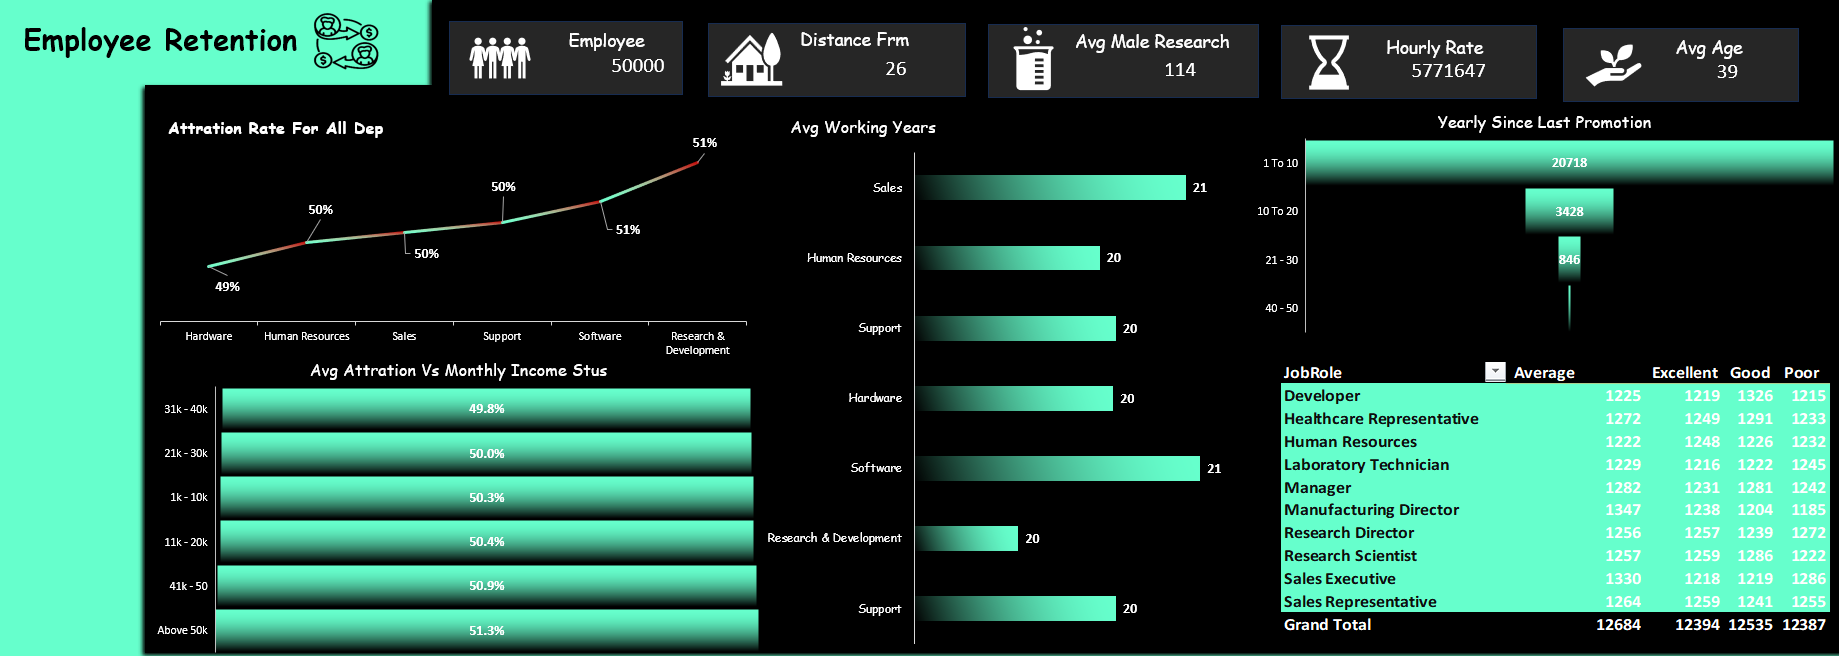 Employee Retention
Employee
50000
Distance Frm
26
Avg Male Research
114
Hourly Rate
5771647
Avg Age
39
Attration Rate For All Dep
49%
50%
50%
50%
51%
51%
Hardware
Human Resources
Sales
Support
Software
Research &
Development
Avg Attration Vs Monthly Income Stus
31k - 40k 49.8%
21k - 30k 50.0%
1k - 10k 50.3%
11k - 20k 50.4%
41k - 50 50.9%
Above 50k 51.3%
Avg Working Years
Sales 21
Human Resources 20
Support 20
Hardware 20
Software 21
Research & Development 20
Support 20
Yearly Since Last Promotion
1 To 10 20718
10 To 20 3428
21 - 30 846
40 - 50
JobRole Average Excellent Good Poor
Developer 1225 1219 1326 1215
Healthcare Representative 1272 1249 1291 1233
Human Resources 1222 1248 1226 1232
Laboratory Technician 1229 1216 1222 1245
Manager 1282 1231 1281 1242
Manufacturing Director 1347 1238 1204 1185
Research Director 1256 1257 1239 1272
Research Scientist 1257 1259 1286 1222
Sales Executive 1330 1218 1219 1286
Sales Representative 1264 1259 1241 1255
Grand Total 12684 12394 12535 12387